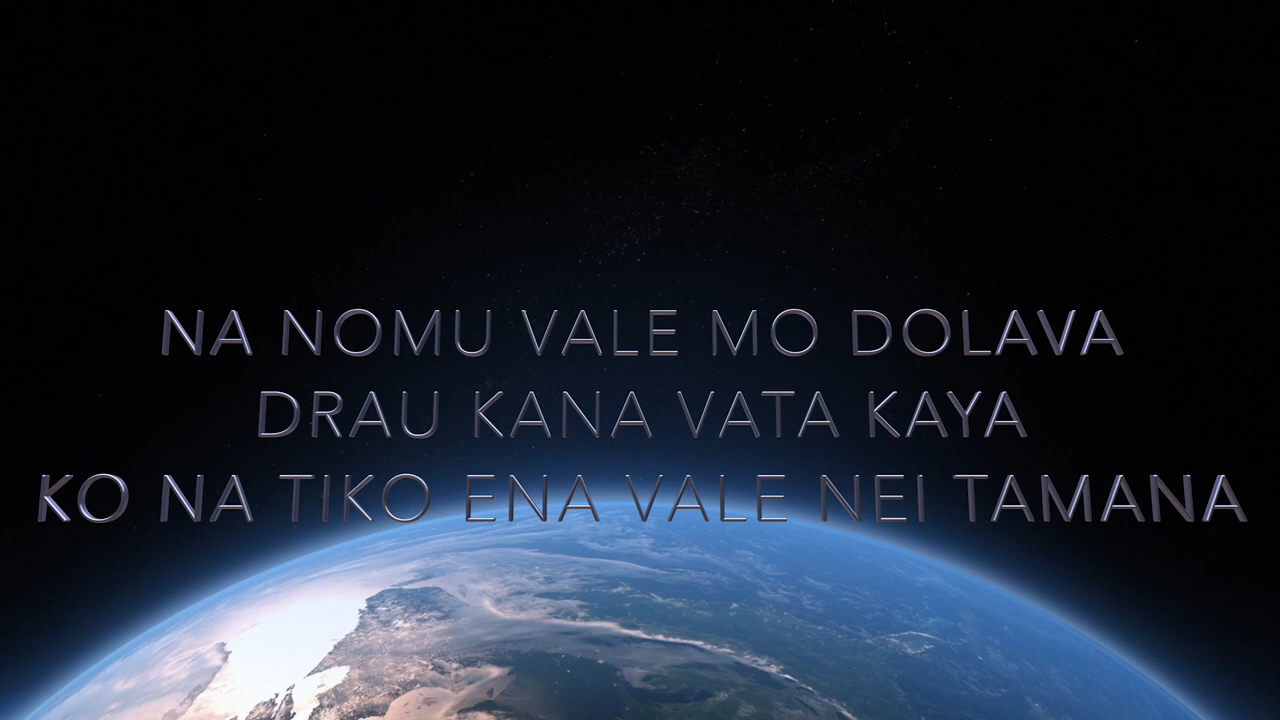 NA NOMU VALE MO DOLAVA
DRAU KANA VATA KAYA
KO NA TIKO ENA VALE NEI TAMANA